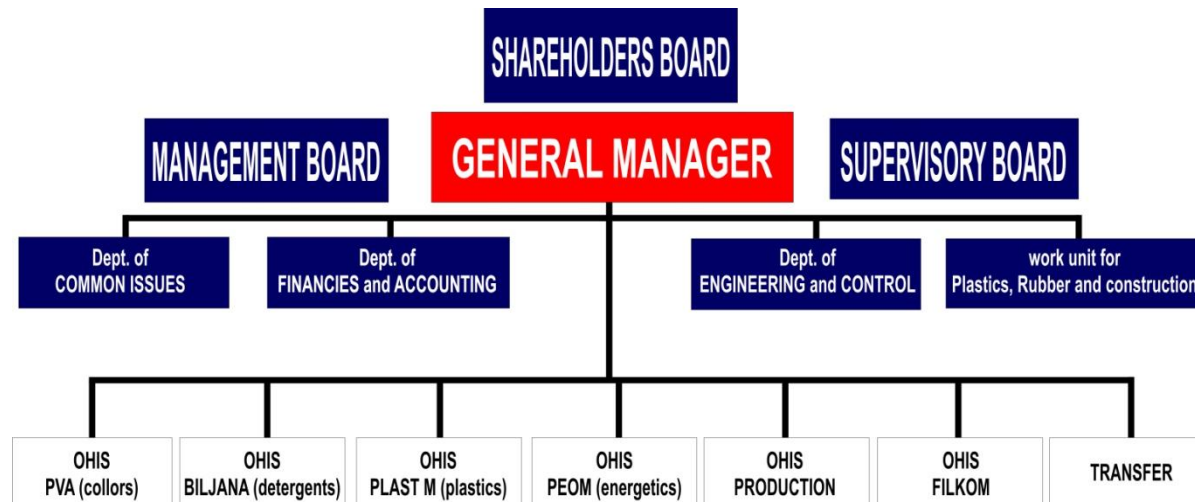 SHAREHOLDERS BOARD
MANAGEMENT BOARD
GENERAL MANAGER
SUPERVISORY BOARD
Dept. of
COMMON ISSUES
Dept. of
FINANCIES and ACCOUNTING
Dept. of
ENGINEERING and CONTROL
work unit for
Plastics, Rubber and construction
OHIS
PVA (collors)
OHIS
BILJANA (detergents)
OHIS
PLAST M (plastics)
OHIS
PEOM (energetics)
OHIS
PRODUCTION
OHIS
FILKOM
TRANSFER